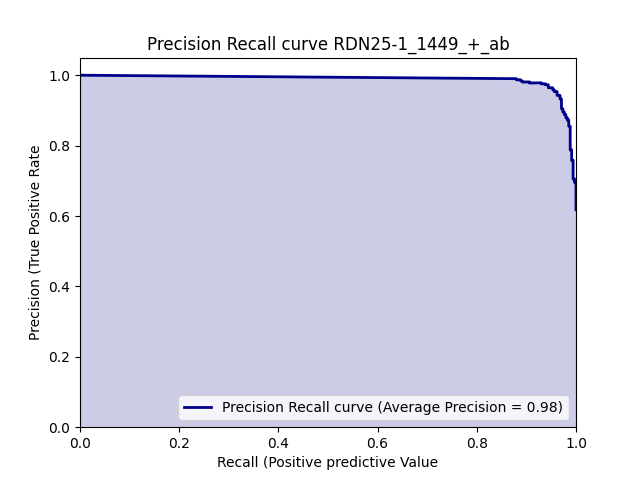 Precision Recall curve RDN25-1_1449_+_ab
1.0
0.8
0.6
0.4
0.2
0.0
Precision (True Positive Rate
Precision Recall curve (Average Precision = 0.98)
0.0 0.2 0.4 0.6 0.8 1.0
Recall (Positive predictive Value